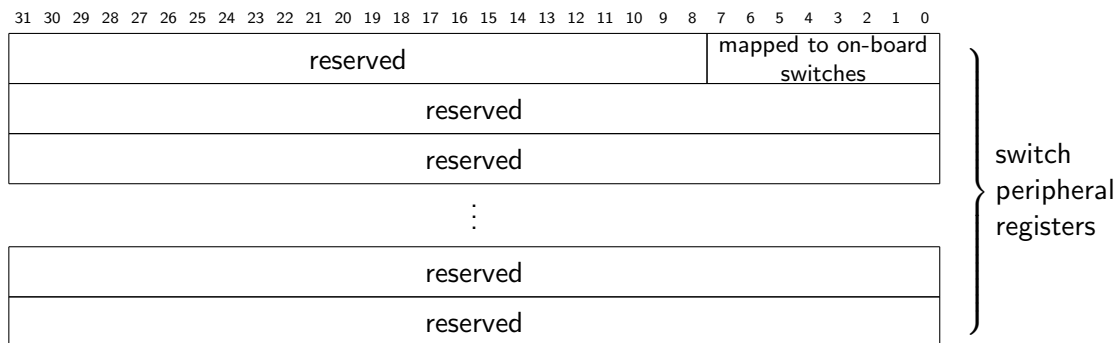 31 30 29 28 27 26 25 24 23 22 21 20 19 18 17 16 15 14 13 12 11 10 9 8 7 6 5 4 3 2 1 0
reserved
mapped to on-board
switches
reserved
reserved
⋮
reserved
reserved
switch
peripheral
registers